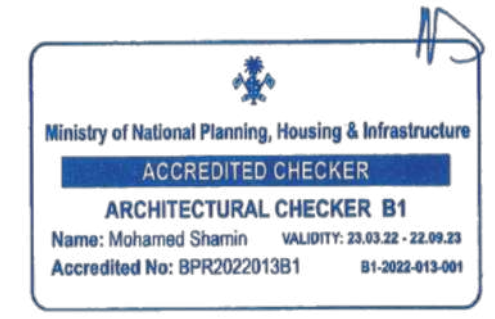 Ministry of National Planning, Housing & Infrastructure
ACCREDITED CHECKER
ARCHITECTURAL CHECKER B1
Name: Mohamed Shamin VALIDITY: 23.03.22 - 22.09.23
Accredited No: BPR2022013B1 B1-2022-013-001